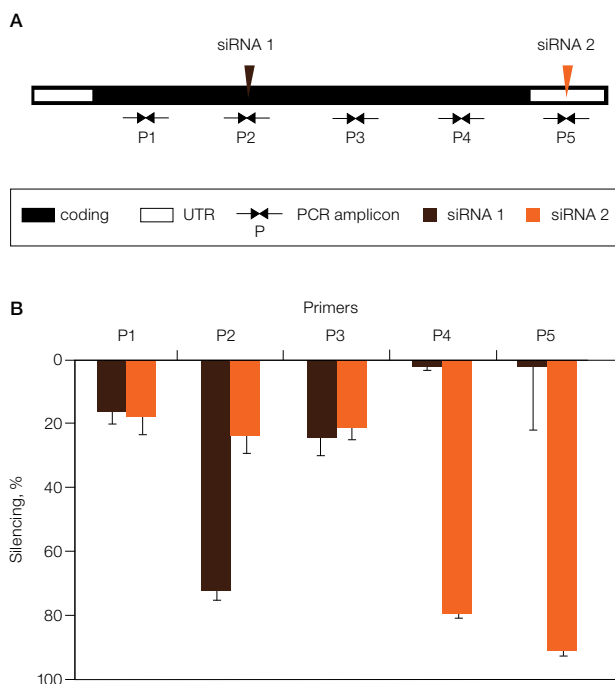 A
siRNA 1 siRNA 2
P1 P2 P3 P4 P5
coding UTR P PCR amplicon siRNA 1 siRNA 2
B
Primers
P1 P2 P3 P4 P5
Silencing, %
0
20
40
60
80
100